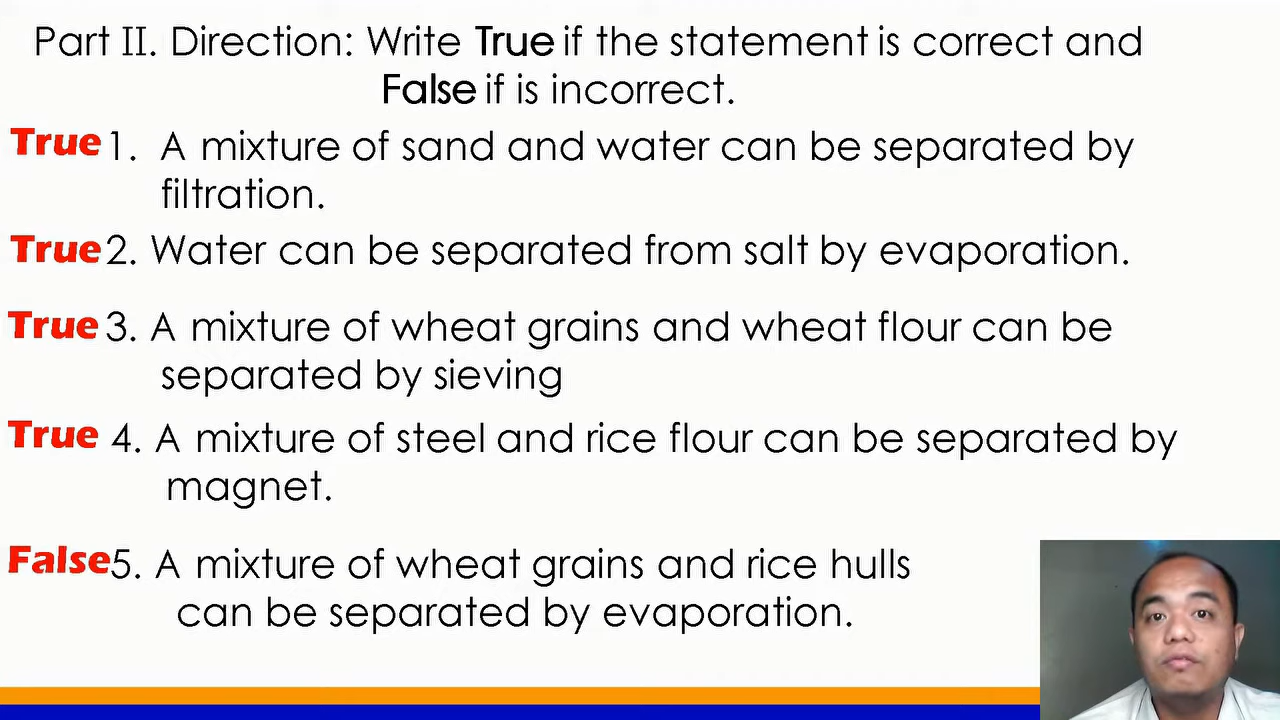 Part II. Direction: Write True if the statement is correct and
False if is incorrect.
True 1. A mixture of sand and water can be separated by
filtration.
True 2. Water can be separated from salt by evaporation.
True 3. A mixture of wheat grains and wheat flour can be
separated by sieving
True 4. A mixture of steel and rice flour can be separated by
magnet.
False 5. A mixture of wheat grains and rice hulls
can be separated by evaporation.